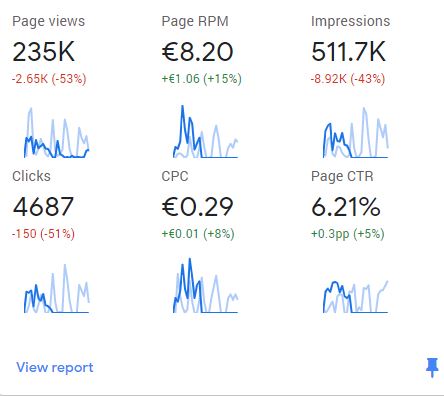 Page views
235K
-2.65K (-53%)
Page RPM
€8.20
+€1.06 (+15%)
Impressions
511.7K
-8.92K (-43%)
Clicks
4687
-150 (-51%)
CPC
€0.29
+€0.01 (+8%)
Page CTR
6.21%
+0.3pp (+5%)
View report